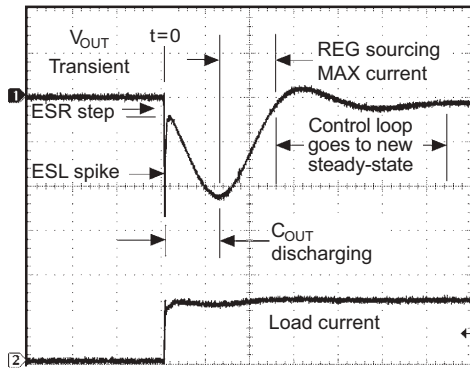 V_OUT
Transient
t=0
REG sourcing
MAX current
1
ESR step
Control loop
goes to new
steady-state
ESL spike
C_OUT
discharging
Load current
2